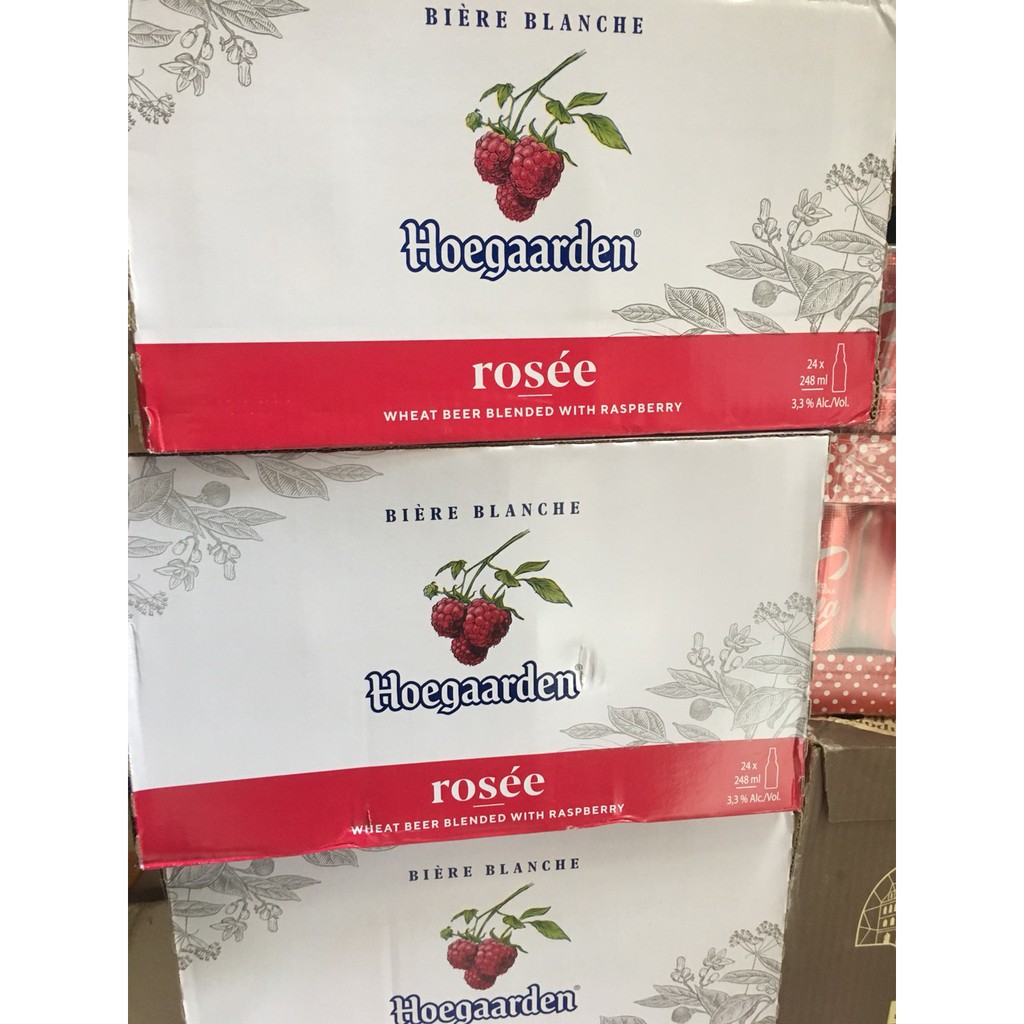 BIÈRE BLANCHE
Hoegaarden®
rosée
WHEAT BEER BLENDED WITH RASPBERRY
24 x
248 ml
3,3 % Alc./Vol.
BIÈRE BLANCHE
Hoegaarden®
rosée
WHEAT BEER BLENDED WITH RASPBERRY
24 x
248 ml
3,3 % Alc./Vol.
BIÈRE BLANCHE
Hoegaarden®